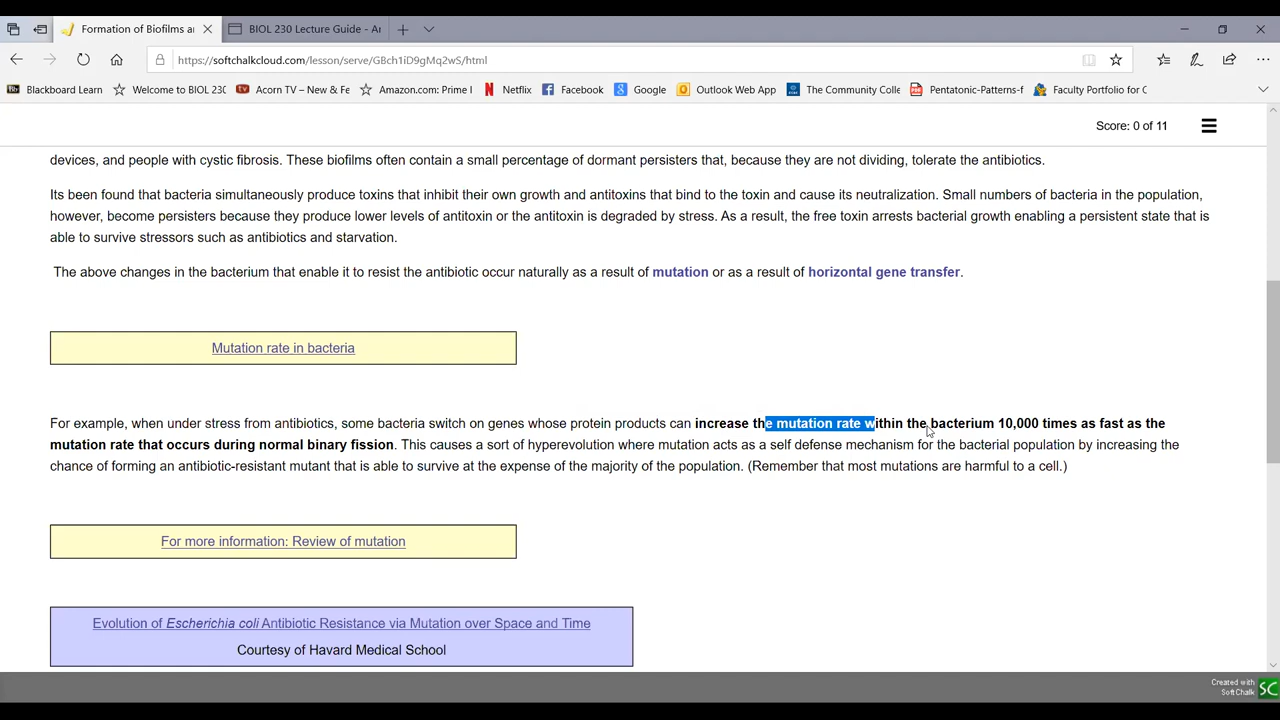 Formation of Biofilms a
BIOL 230 Lecture Guide - Ar
https://softchalkcloud.com/lesson/serve/GBch1iD9gMq2wS/html
Blackboard Learn
Welcome to BIOL 230
Acorn TV – New & Fe
Amazon.com: Prime
Netflix
Facebook
Google
Outlook Web App
The Community Colle
Pentatonic-Patterns-f
Faculty Portfolio for C
Score: 0 of 11
devices, and people with cystic fibrosis. These biofilms often contain a small percentage of dormant persisters that, because they are not dividing, tolerate the antibiotics.
Its been found that bacteria simultaneously produce toxins that inhibit their own growth and antitoxins that bind to the toxin and cause its neutralization. Small numbers of bacteria in the population,
however, become persisters because they produce lower levels of antitoxin or the antitoxin is degraded by stress. As a result, the free toxin arrests bacterial growth enabling a persistent state that is
able to survive stressors such as antibiotics and starvation.
The above changes in the bacterium that enable it to resist the antibiotic occur naturally as a result of mutation or as a result of horizontal gene transfer.
Mutation rate in bacteria
For example, when under stress from antibiotics, some bacteria switch on genes whose protein products can increase the mutation rate within the bacterium 10,000 times as fast as the
mutation rate that occurs during normal binary fission. This causes a sort of hyperevolution where mutation acts as a self defense mechanism for the bacterial population by increasing the
chance of forming an antibiotic-resistant mutant that is able to survive at the expense of the majority of the population. (Remember that most mutations are harmful to a cell.)
For more information: Review of mutation
Evolution of Escherichia coli Antibiotic Resistance via Mutation over Space and Time
Courtesy of Havard Medical School
Created with
SoftChalk
SC